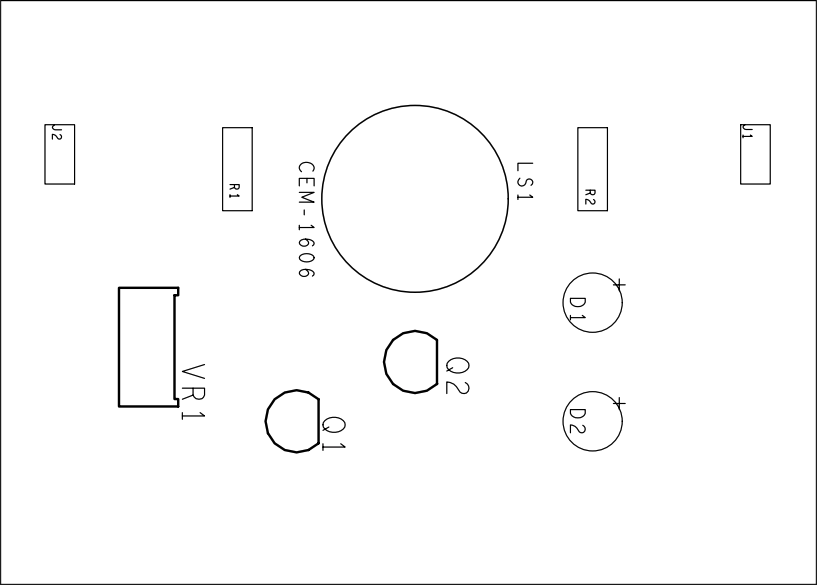 J2
J1
R1
CEM-1606
LS1
R2
+
D1
VR1
Q2
Q1
+
D2